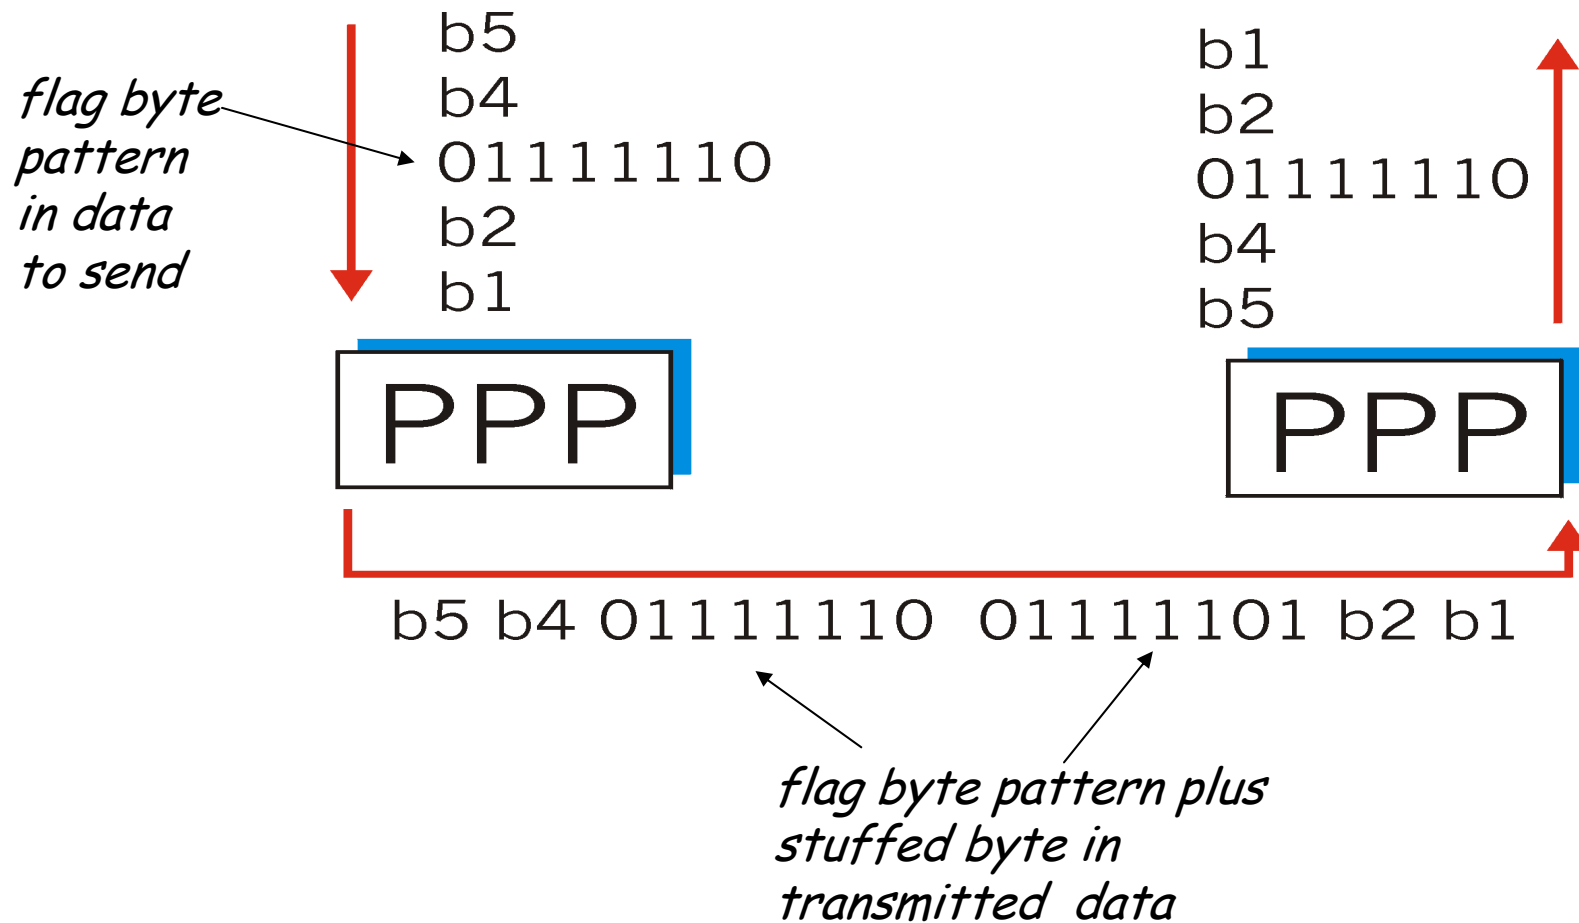 flag byte
pattern
in data
to send
b5
b4
01111110
b2
b1
PPP
b1
b2
01111110
b4
b5
PPP
b5 b4 01111110 01111101 b2 b1
flag byte pattern plus
stuffed byte in
transmitted data